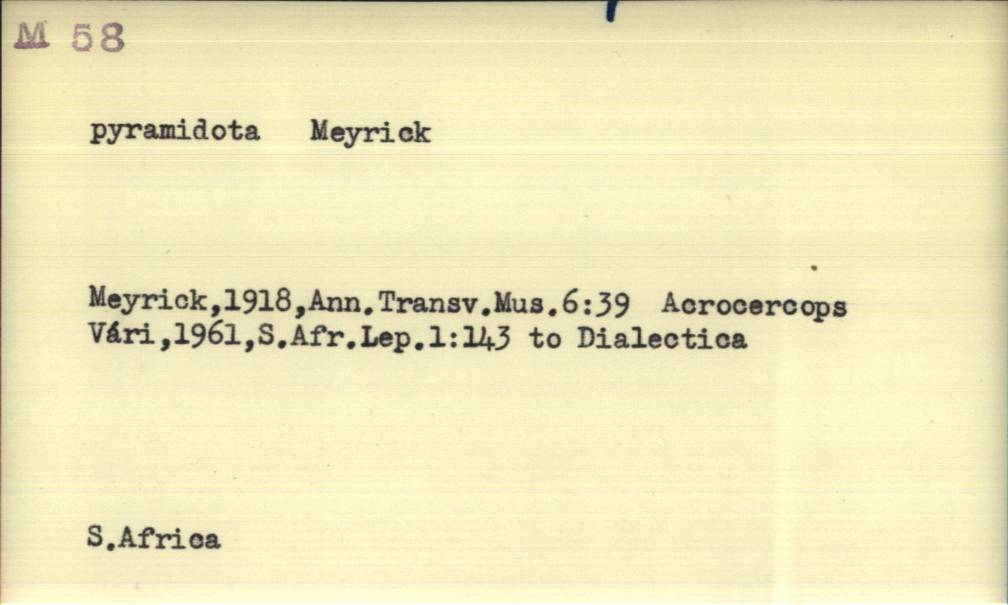 M 58
pyramidota Meyrick
Meyrick,1918,Ann.Transv.Mus.6:39 Acrocercops
Vári,1961,S.Afr.Lep.1:143 to Dialectica
S.Africa